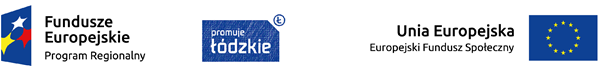 Fundusze
Europejskie
Program Regionalny
promuje
łódzkie
Ł
Unia Europejska
Europejski Fundusz Społeczny